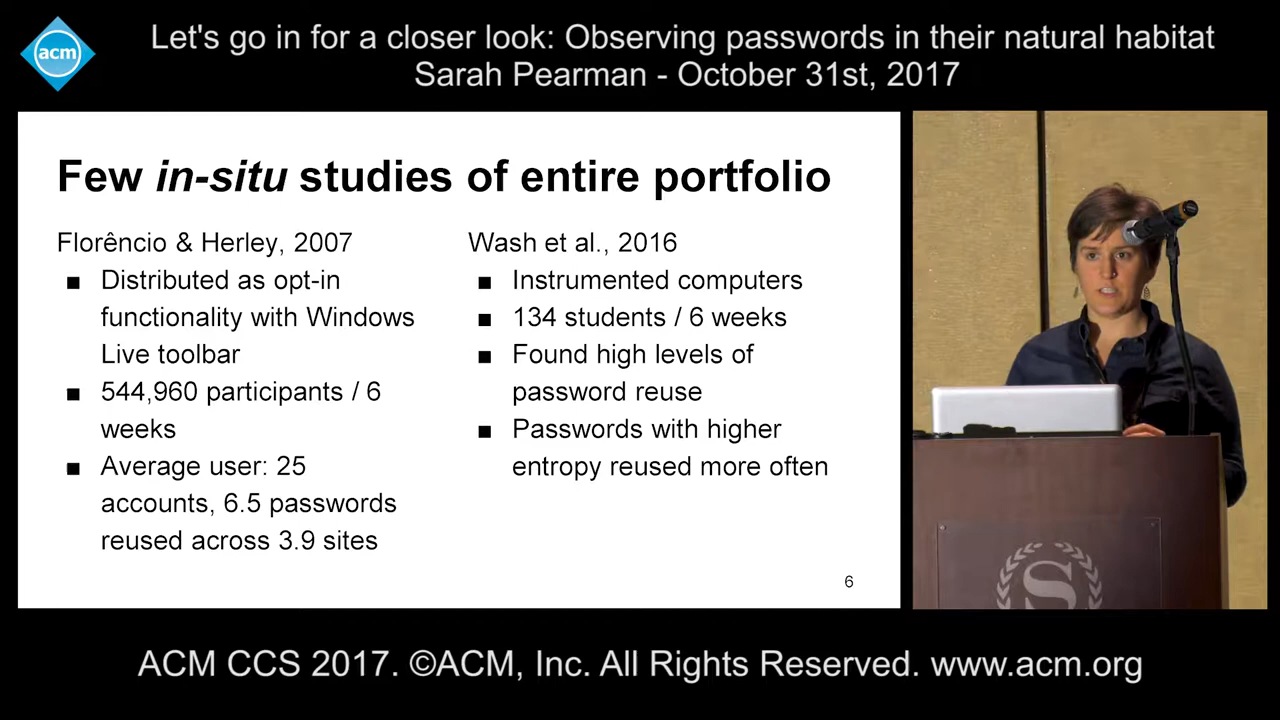 acm
Let's go in for a closer look: Observing passwords in their natural habitat
Sarah Pearman - October 31st, 2017
Few in-situ studies of entire portfolio
Florêncio & Herley, 2007
■ Distributed as opt-in
functionality with Windows
Live toolbar
■ 544,960 participants / 6
weeks
■ Average user: 25
accounts, 6.5 passwords
reused across 3.9 sites
Wash et al., 2016
■ Instrumented computers
■ 134 students / 6 weeks
■ Found high levels of
password reuse
■ Passwords with higher
entropy reused more often
6
S
ACM CCS 2017. ©ACM, Inc. All Rights Reserved. www.acm.org